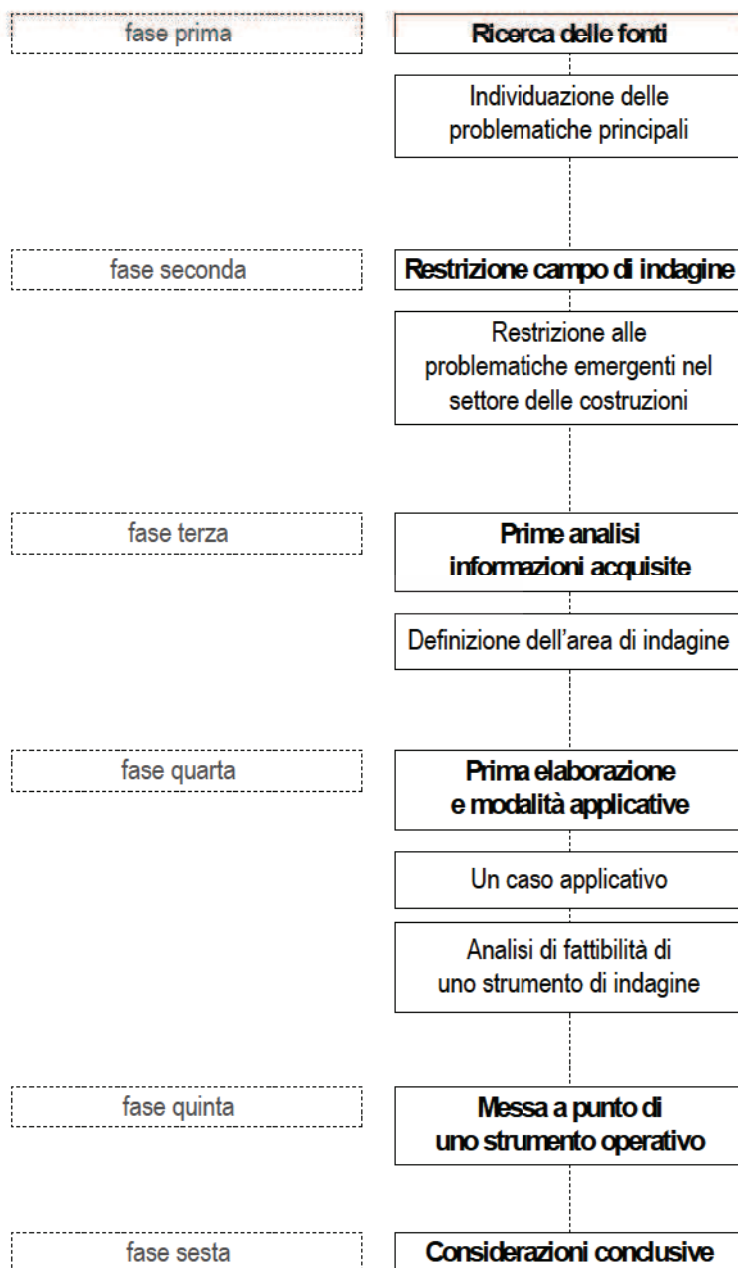 fase prima
Ricerca delle fonti
Individuazione delle
problematiche principali
fase seconda
Restrizione campo di indagine
Restrizione alle
problematiche emergenti nel
settore delle costruzioni
fase terza
Prime analisi
informazioni acquisite
Definizione dell'area di indagine
fase quarta
Prima elaborazione
e modalità applicative
Un caso applicativo
Analisi di fattibilità di
uno strumento di indagine
fase quinta
Messa a punto di
uno strumento operativo
fase sesta
Considerazioni conclusive